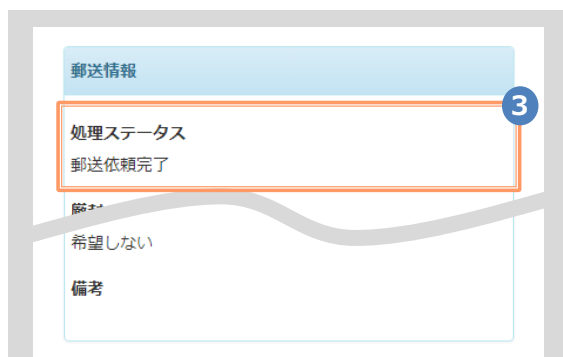 郵送情報
3
処理ステータス
郵送依頼完了
希望しない
備考